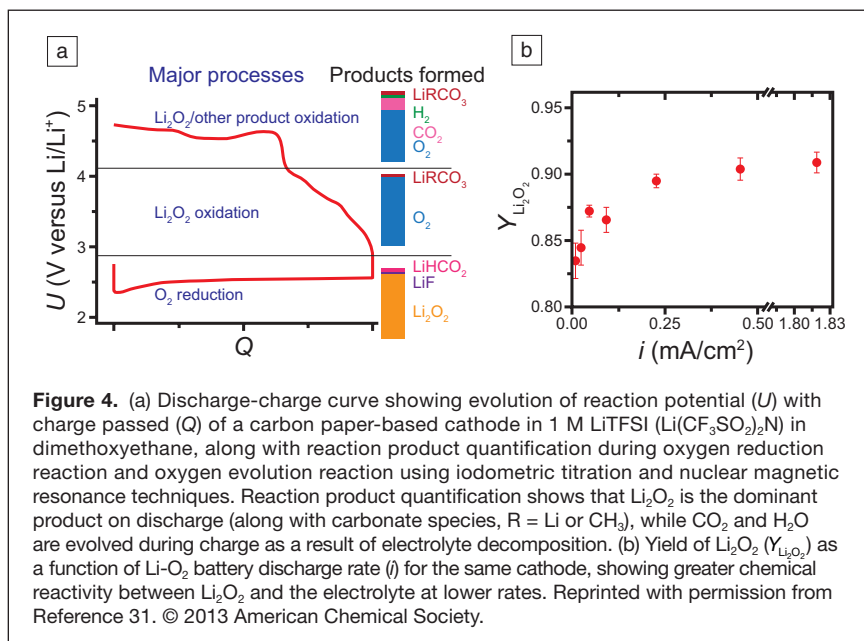 a
Major processes
Products formed
U (V versus Li/Li⁺)
5
4
3
2
Li₂O₂/other product oxidation
Li₂O₂ oxidation
O₂ reduction
Q
LiRCO₃
H₂
CO₂
O₂
LiRCO₃
O₂
LiHCO₂
LiF
Li₂O₂
b
Y Li₂O₂
0.95
0.90
0.85
0.80
0.00 0.25 0.50 1.80 1.83
i (mA/cm²)
Figure 4. (a) Discharge-charge curve showing evolution of reaction potential (U) with
charge passed (Q) of a carbon paper-based cathode in 1 M LiTFSI (Li(CF₃SO₂)₂N) in
dimethoxyethane, along with reaction product quantification during oxygen reduction
reaction and oxygen evolution reaction using iodometric titration and nuclear magnetic
resonance techniques. Reaction product quantification shows that Li₂O₂ is the dominant
product on discharge (along with carbonate species, R = Li or CH₃), while CO₂ and H₂O
are evolved during charge as a result of electrolyte decomposition. (b) Yield of Li₂O₂ (Y Li₂O₂) as
a function of Li-O₂ battery discharge rate (i) for the same cathode, showing greater chemical
reactivity between Li₂O₂ and the electrolyte at lower rates. Reprinted with permission from
Reference 31. © 2013 American Chemical Society.